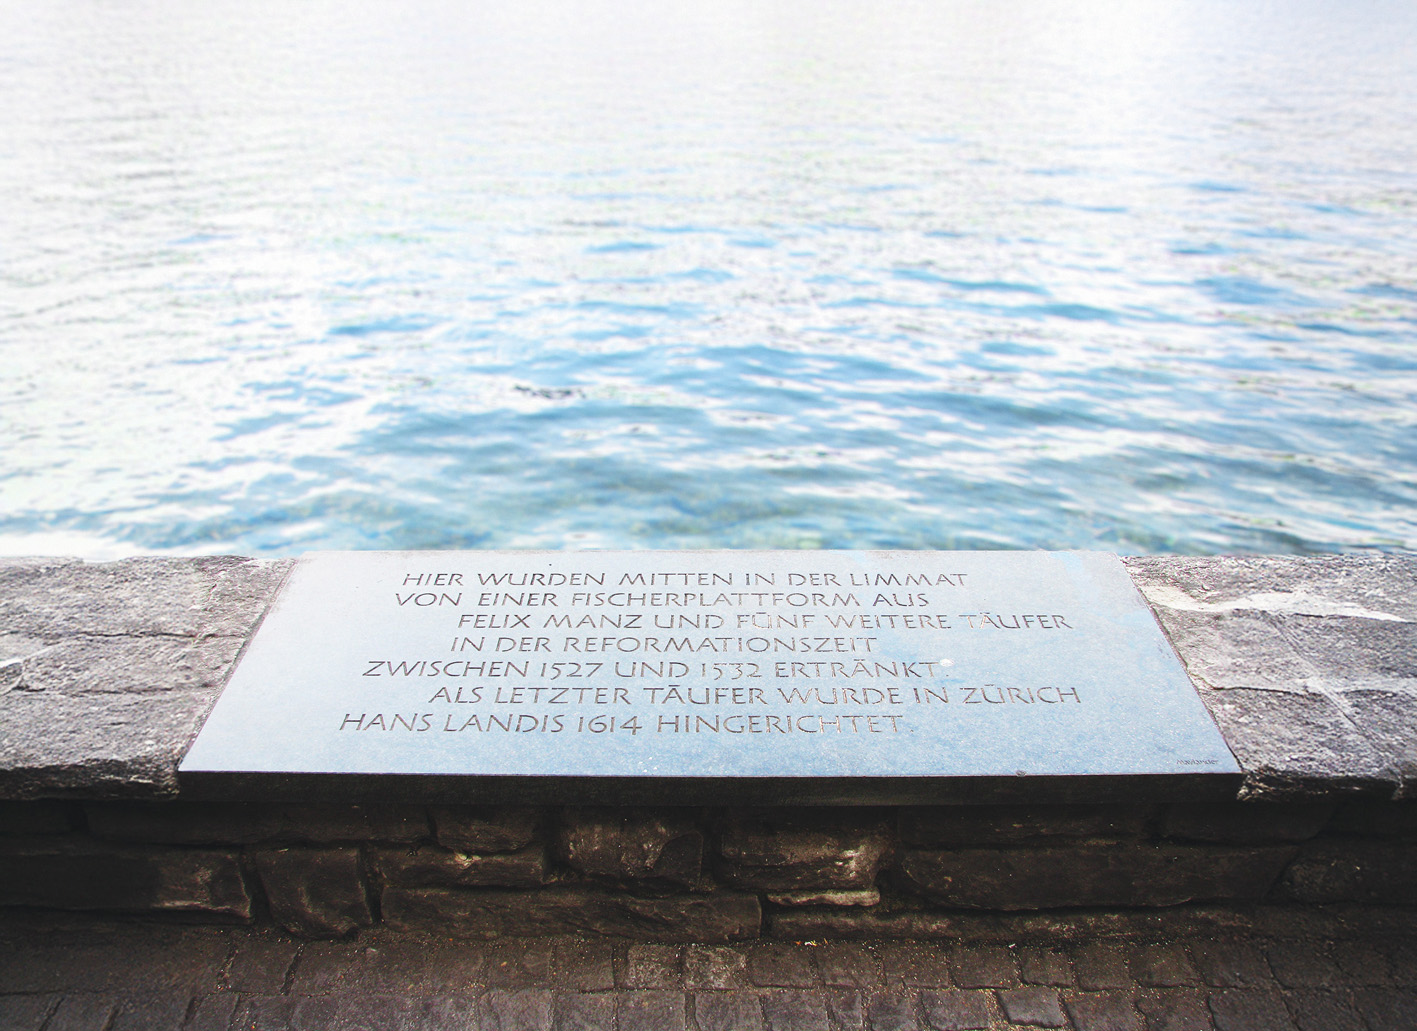 HIER WURDEN MITTEN IN DER LIMMAT
VON EINER FISCHERPLATTFORM AUS
FELIX MANZ UND FÜNF WEITERE TÄUFER
IN DER REFORMATIONSZEIT
ZWISCHEN 1527 UND 1532 ERTRÄNKT.
ALS LETZTER TÄUFER WURDE IN ZÜRICH
HANS LANDIS 1614 HINGERICHTET.